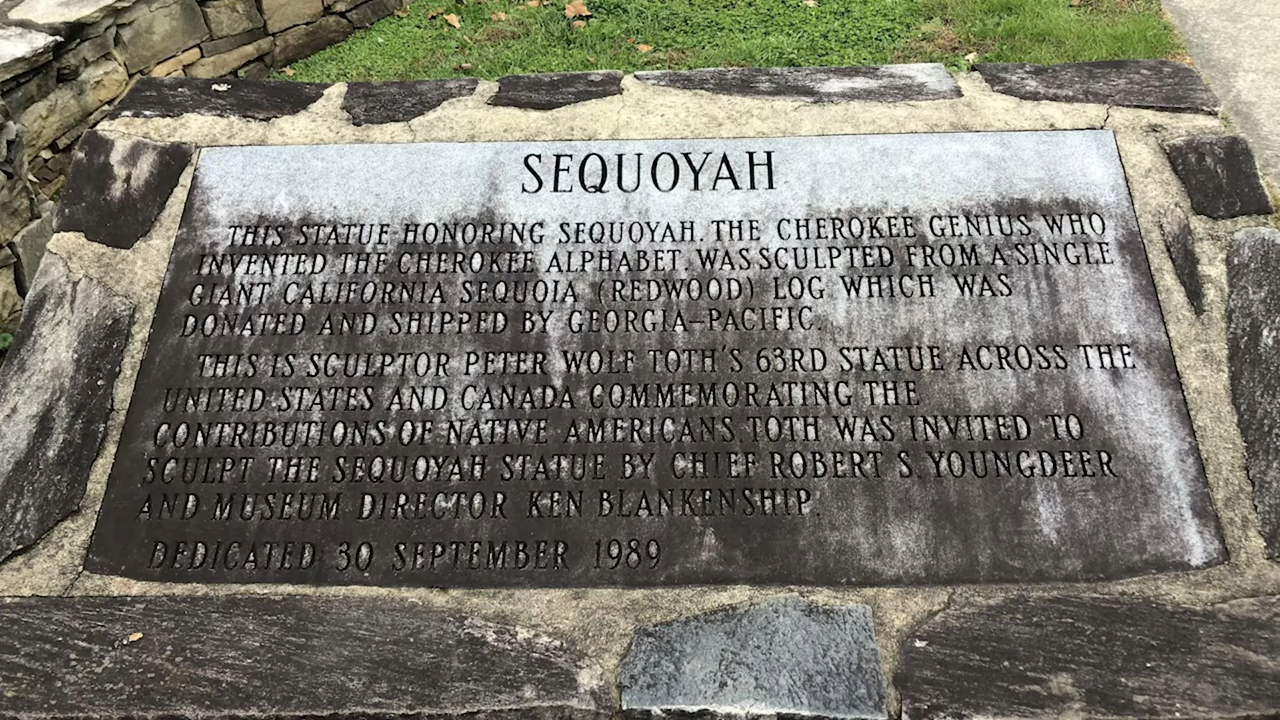 SEQUOYAH
THIS STATUE HONORING SEQUOYAH, THE CHEROKEE GENIUS WHO
INVENTED THE CHEROKEE ALPHABET, WAS SCULPTED FROM A SINGLE
GIANT CALIFORNIA SEQUOIA (REDWOOD) LOG WHICH WAS
DONATED AND SHIPPED BY GEORGIA-PACIFIC.
THIS IS SCULPTOR PETER WOLF TOTH'S 63RD STATUE ACROSS THE
UNITED STATES AND CANADA COMMEMORATING THE
CONTRIBUTIONS OF NATIVE AMERICANS. TOTH WAS INVITED TO
SCULPT THE SEQUOYAH STATUE BY CHIEF ROBERT S. YOUNGDEER
AND MUSEUM DIRECTOR KEN BLANKENSHIP.
DEDICATED 30 SEPTEMBER 1989